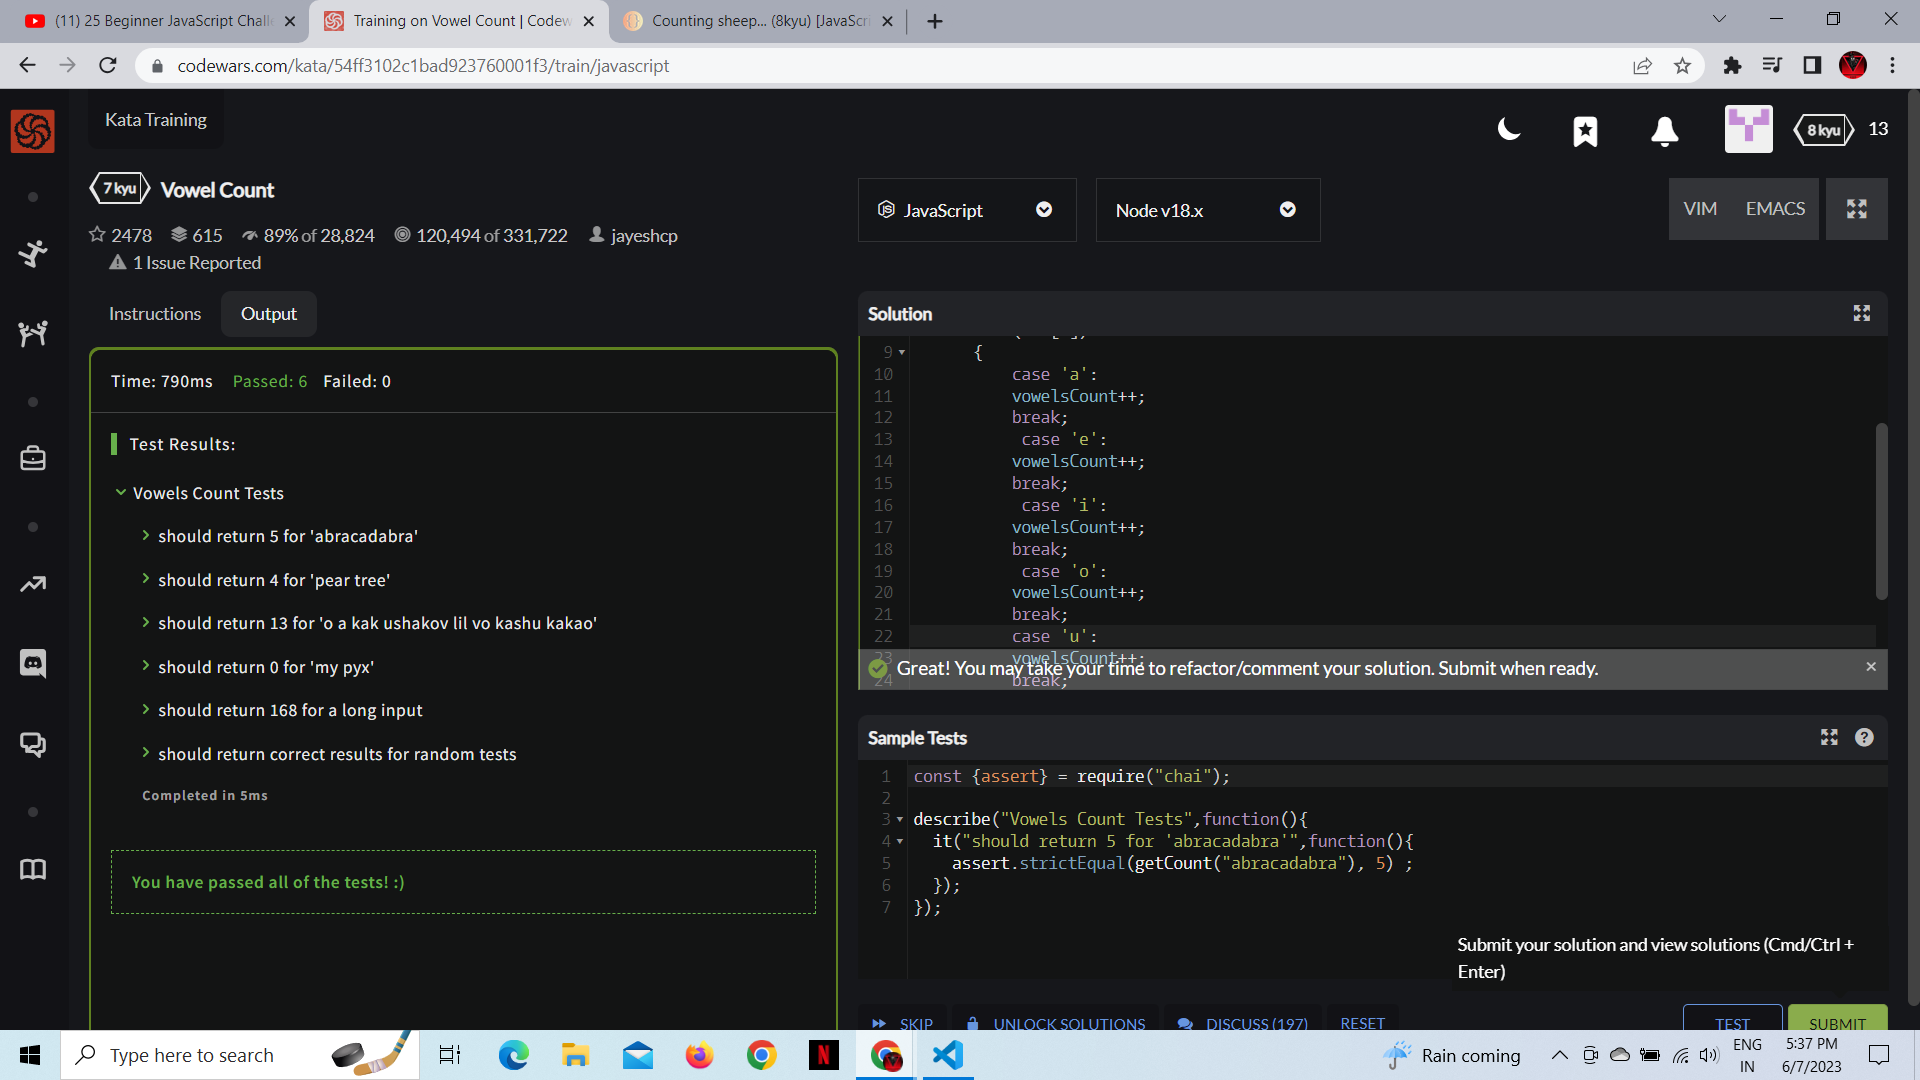 (11) 25 Beginner JavaScript Chall
Training on Vowel Count | Codew
Counting sheep... (8kyu) [JavaScri
codewars.com/kata/54ff3102c1bad923760001f3/train/javascript
Kata Training
8 kyu
13
7 kyu
Vowel Count
2478
615
89% of 28,824
120,494 of 331,722
jayeshcp
1 Issue Reported
JavaScript
Node v18.x
VIM
EMACS
Instructions
Output
Time: 790ms Passed: 6 Failed: 0
Test Results:
Vowels Count Tests
should return 5 for 'abracadabra'
should return 4 for 'pear tree'
should return 13 for 'o a kak ushakov lil vo kashu kakao'
should return 0 for 'my pyx'
should return 168 for a long input
should return correct results for random tests
Completed in 5ms
You have passed all of the tests! :)
Solution
9 {
10 case 'a':
11 vowelsCount++;
12 break;
13 case 'e':
14 vowelsCount++;
15 break;
16 case 'i':
17 vowelsCount++;
18 break;
19 case 'o':
20 vowelsCount++;
21 break;
22 case 'u':
23 vowelsCount++;
24 break;
Great! You may take your time to refactor/comment your solution. Submit when ready.
Sample Tests
1 const {assert} = require("chai");
2
3 describe("Vowels Count Tests",function(){
4 it("should return 5 for 'abracadabra'",function(){
5 assert.strictEqual(getCount("abracadabra"), 5) ;
6 });
7 });
Submit your solution and view solutions (Cmd/Ctrl +
Enter)
SKIP
UNLOCK SOLUTIONS
DISCUSS (197)
RESET
TEST
SUBMIT
Type here to search
N
Rain coming
ENG
IN
5:37 PM
6/7/2023